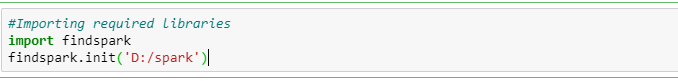 #Importing required libraries
import findspark
findspark.init('D:/spark')